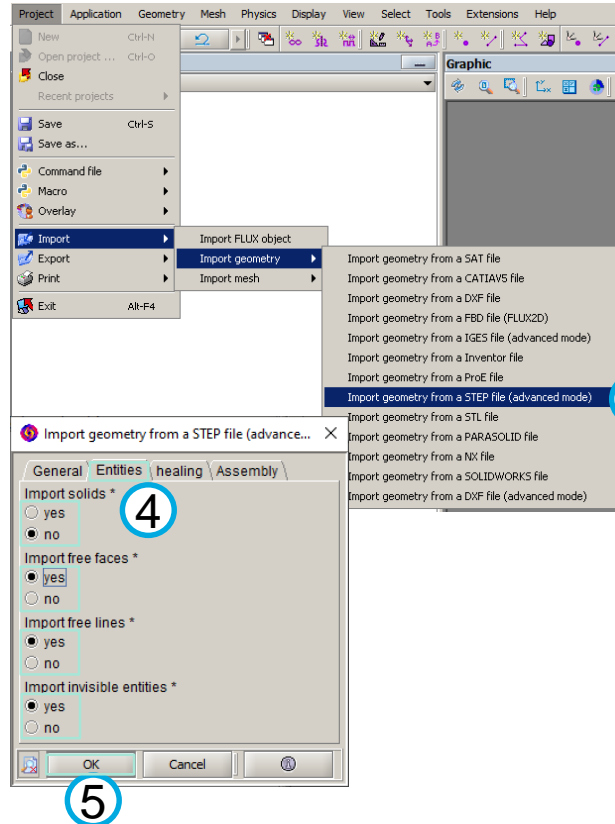 Project Application Geometry Mesh Physics Display View Select Tools Extensions Help
New Ctrl-N
Open project ... Ctrl-O
Close
Recent projects
Save Ctrl-S
Save as...
Command file
Macro
Overlay
Import
Export
Print
Exit Alt-F4
Graphic
Import FLUX object
Import geometry
Import mesh
Import geometry from a SAT file
Import geometry from a CATIAV5 file
Import geometry from a DXF file
Import geometry from a FBD file (FLUX2D)
Import geometry from a IGES file (advanced mode)
Import geometry from a Inventor file
Import geometry from a ProE file
Import geometry from a STEP file (advanced mode)
Import geometry from a STL file
Import geometry from a PARASOLID file
Import geometry from a NX file
Import geometry from a SOLIDWORKS file
Import geometry from a DXF file (advanced mode)
Import geometry from a STEP file (advance...
General Entities healing Assembly
Import solids *
yes
no
4
Import free faces *
yes
no
Import free lines *
yes
no
Import invisible entities *
yes
no
OK Cancel
5